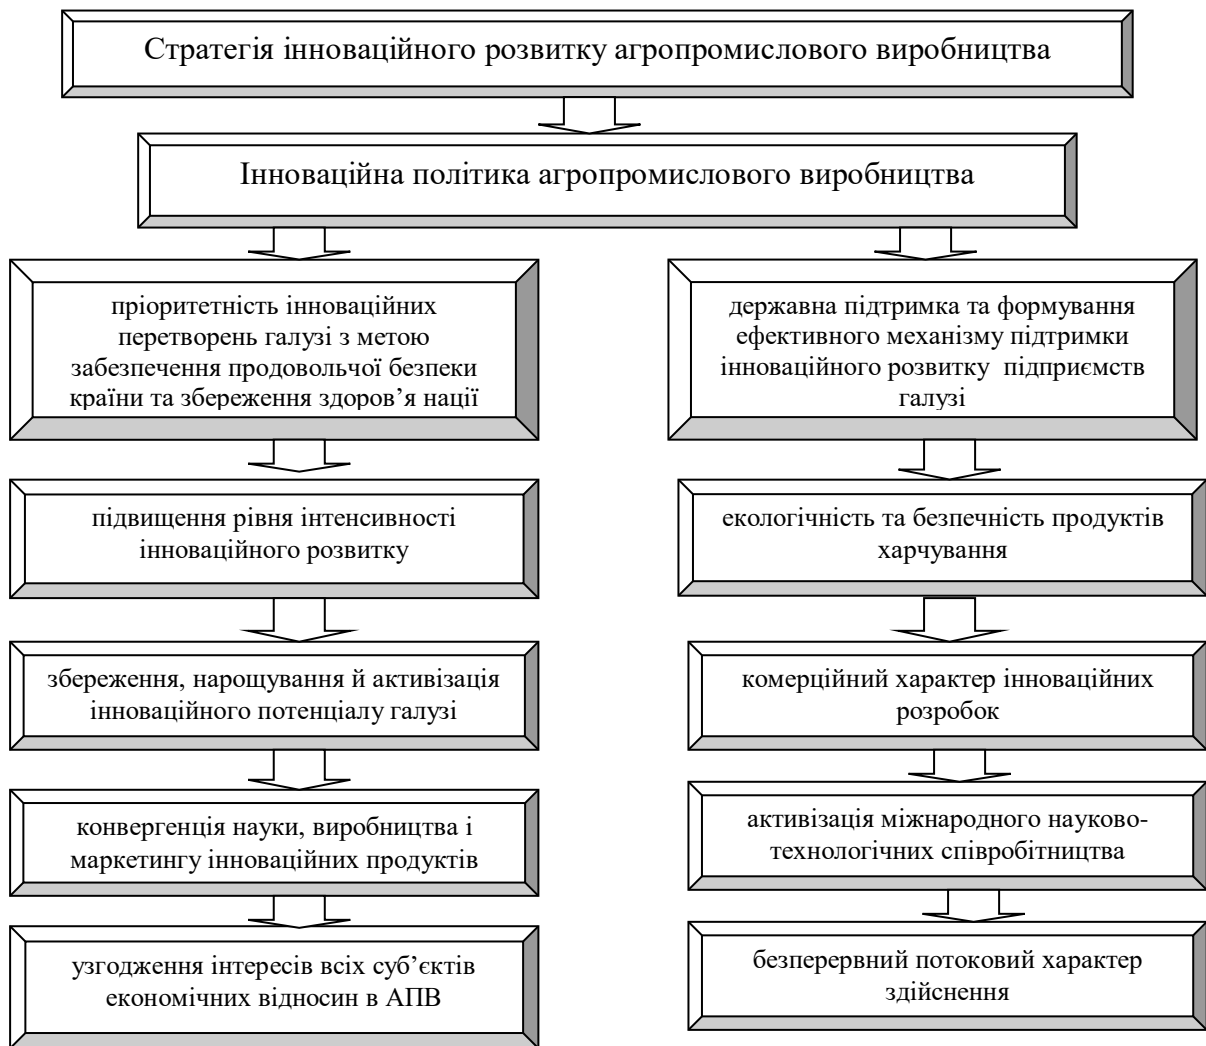 Стратегія інноваційного розвитку агропромислового виробництва
Інноваційна політика агропромислового виробництва
пріоритетність інноваційних
перетворень галузі з метою
забезпечення продовольчої безпеки
країни та збереження здоров’я нації
підвищення рівня інтенсивності
інноваційного розвитку
збереження, нарощування й активізація
інноваційного потенціалу галузі
конвергенція науки, виробництва і
маркетингу інноваційних продуктів
узгодження інтересів всіх суб’єктів
економічних відносин в АПВ
державна підтримка та формування
ефективного механізму підтримки
інноваційного розвитку підприємств
галузі
екологічність та безпечність продуктів
харчування
комерційний характер інноваційних
розробок
активізація міжнародного науково-
технологічних співробітництва
безперервний потоковий характер
здійснення